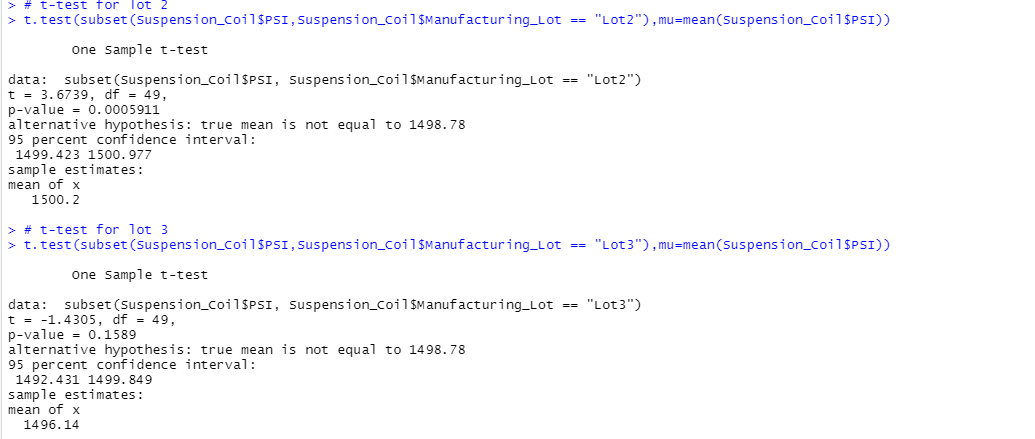 > # t-test for lot 2
> t.test(subset(Suspension_Coil$PSI,Suspension_Coil$Manufacturing_Lot == "Lot2"),mu=mean(Suspension_Coil$PSI))
One Sample t-test
data:  subset(Suspension_Coil$PSI, Suspension_Coil$Manufacturing_Lot == "Lot2")
t = 3.6739, df = 49,
p-value = 0.0005911
alternative hypothesis: true mean is not equal to 1498.78
95 percent confidence interval:
1499.423 1500.977
sample estimates:
mean of x
1500.2
> # t-test for lot 3
> t.test(subset(Suspension_Coil$PSI,Suspension_Coil$Manufacturing_Lot == "Lot3"),mu=mean(Suspension_Coil$PSI))
One Sample t-test
data:  subset(Suspension_Coil$PSI, Suspension_Coil$Manufacturing_Lot == "Lot3")
t = -1.4305, df = 49,
p-value = 0.1589
alternative hypothesis: true mean is not equal to 1498.78
95 percent confidence interval:
1492.431 1499.849
sample estimates:
mean of x
1496.14